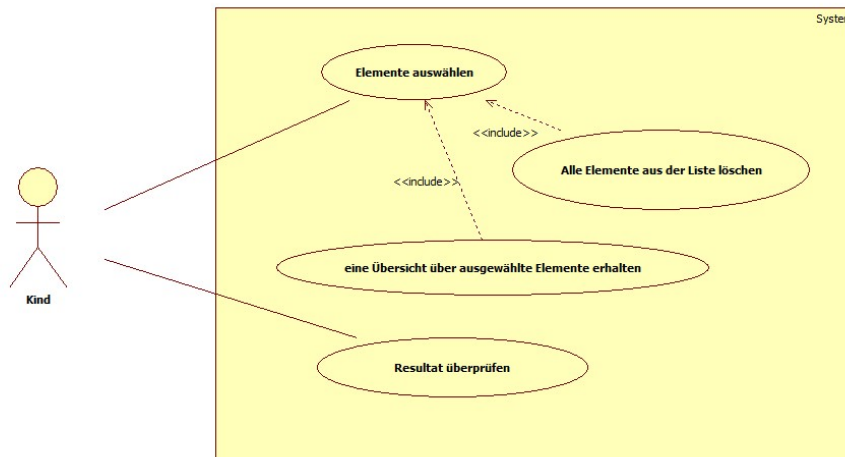 System
Elemente auswählen
<<include>>
Alle Elemente aus der Liste löschen
<<include>>
eine Übersicht über ausgewählte Elemente erhalten
Kind
Resultat überprüfen